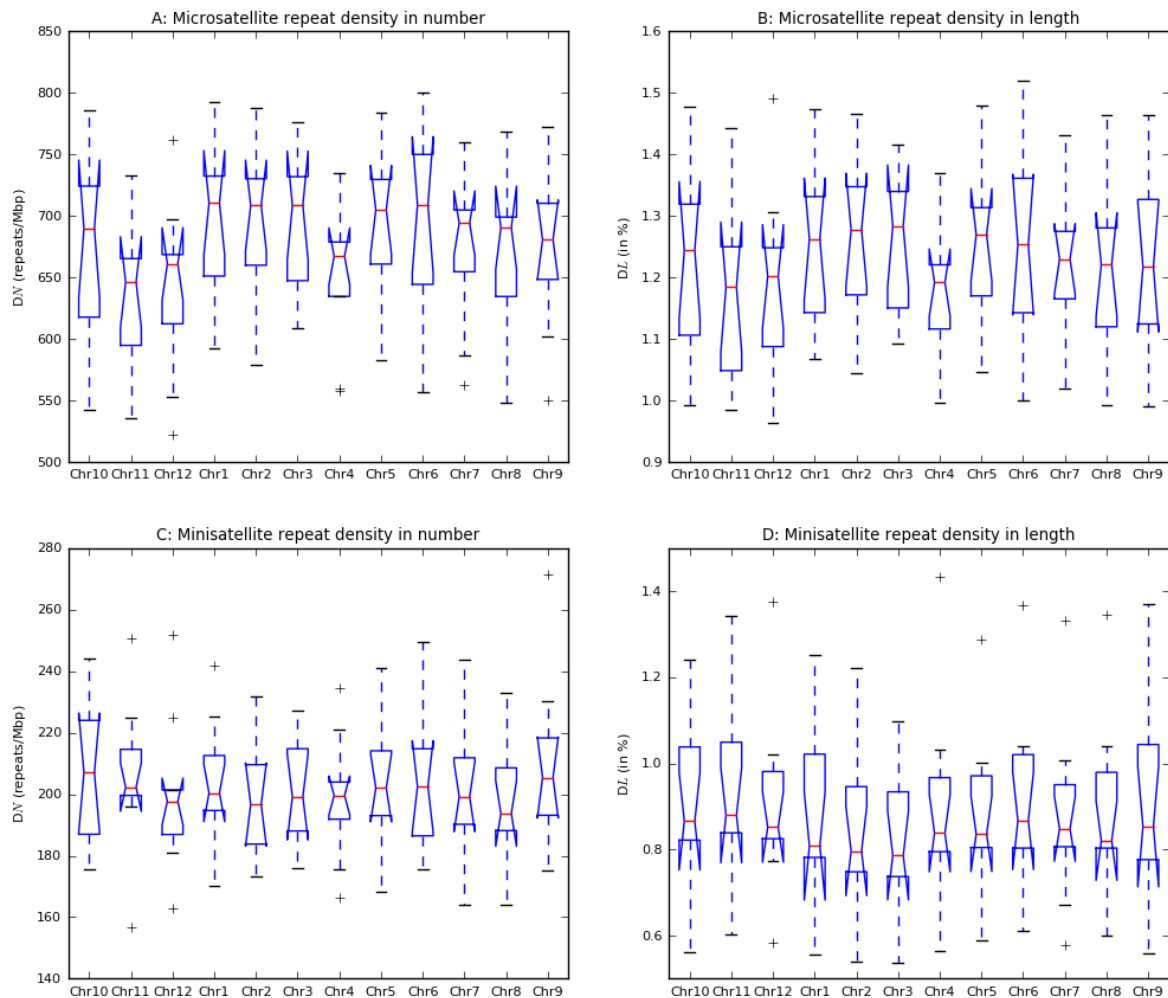 A: Microsatellite repeat density in number
850
800
750
700
650
600
550
500
DN (repeats/Mbp)
Chr10 Chr11 Chr12 Chr1 Chr2 Chr3 Chr4 Chr5 Chr6 Chr7 Chr8 Chr9
B: Microsatellite repeat density in length
1.6
1.5
1.4
1.3
1.2
1.1
1.0
0.9
DL (in %)
Chr10 Chr11 Chr12 Chr1 Chr2 Chr3 Chr4 Chr5 Chr6 Chr7 Chr8 Chr9
C: Minisatellite repeat density in number
280
260
240
220
200
180
160
140
DN (repeats/Mbp)
Chr10 Chr11 Chr12 Chr1 Chr2 Chr3 Chr4 Chr5 Chr6 Chr7 Chr8 Chr9
D: Minisatellite repeat density in length
1.4
1.2
1.0
0.8
0.6
DL (in %)
Chr10 Chr11 Chr12 Chr1 Chr2 Chr3 Chr4 Chr5 Chr6 Chr7 Chr8 Chr9